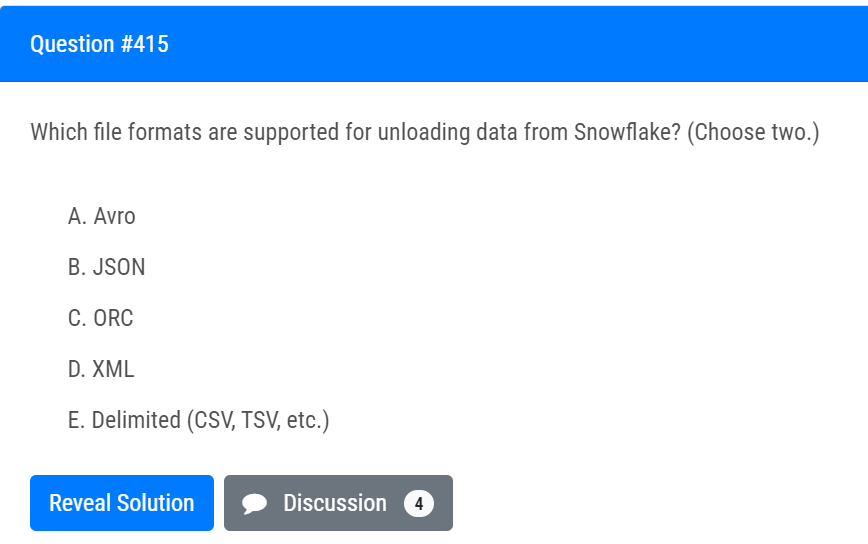 Question #415
Which file formats are supported for unloading data from Snowflake? (Choose two.)
A. Avro
B. JSON
C. ORC
D. XML
E. Delimited (CSV, TSV, etc.)
Reveal Solution
Discussion 4